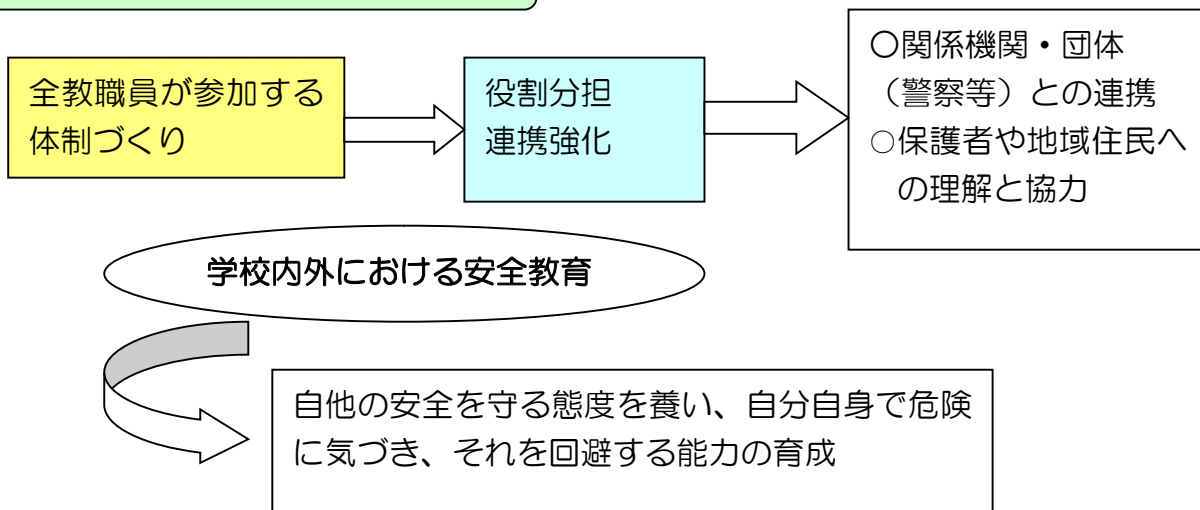 全教職員が参加する
体制づくり
役割分担
連携強化
〇関係機関・団体
（警察等）との連携
○保護者や地域住民へ
の理解と協力
学校内外における安全教育
自他の安全を守る態度を養い、自分自身で危険
に気づき、それを回避する能力の育成